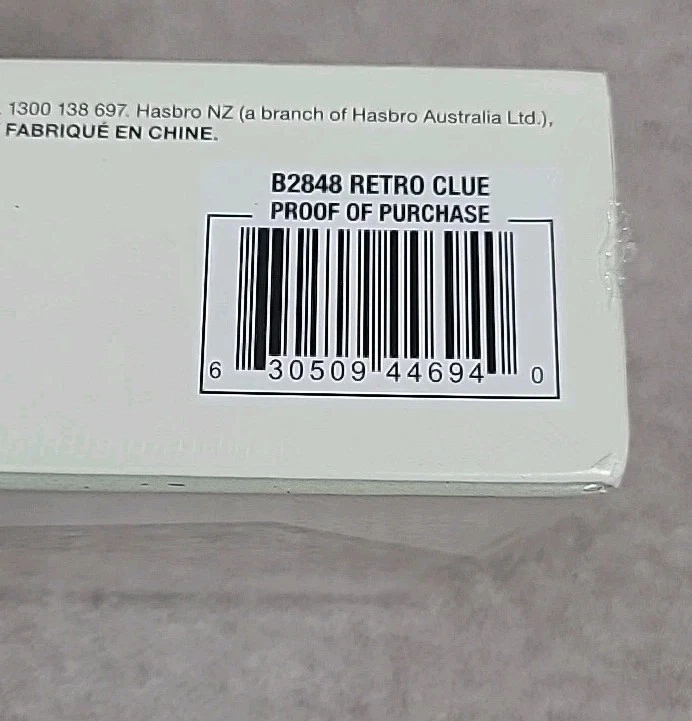 1300 138 697. Hasbro NZ (a branch of Hasbro Australia Ltd.),
FABRIQUÉ EN CHINE.
B2848 RETRO CLUE
PROOF OF PURCHASE
6 30509 44694 0